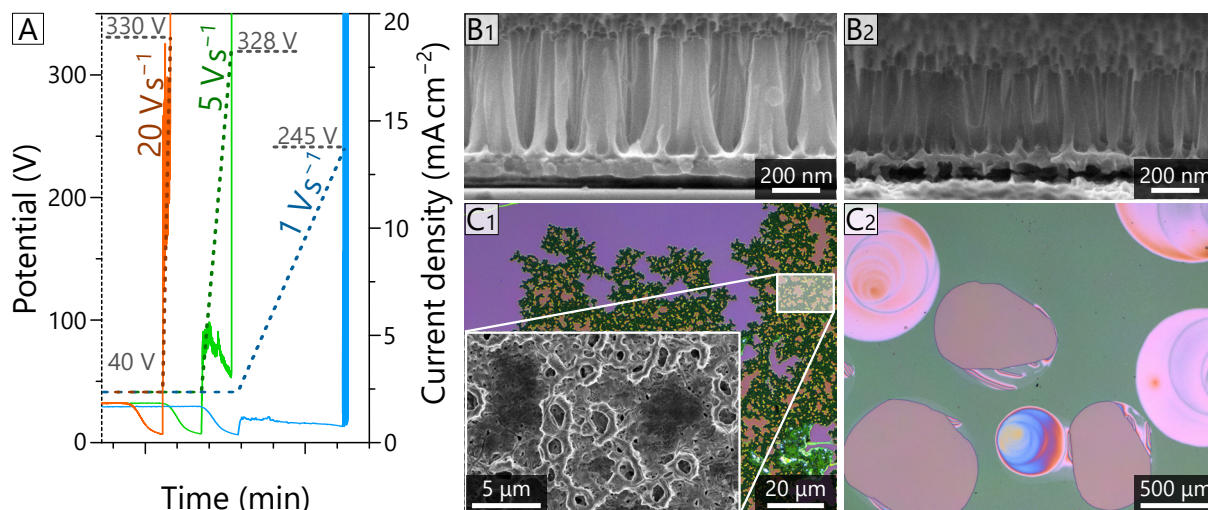 A
330 V
20 Vs⁻¹
5 Vs⁻¹
328 V
245 V
1 Vs⁻¹
40 V
300
200
100
0
Potential (V)
20
15
10
5
0
Current density (mAcm⁻²)
Time (min)
B1
200 nm
B2
200 nm
C1
5 µm
20 µm
C2
500 µm